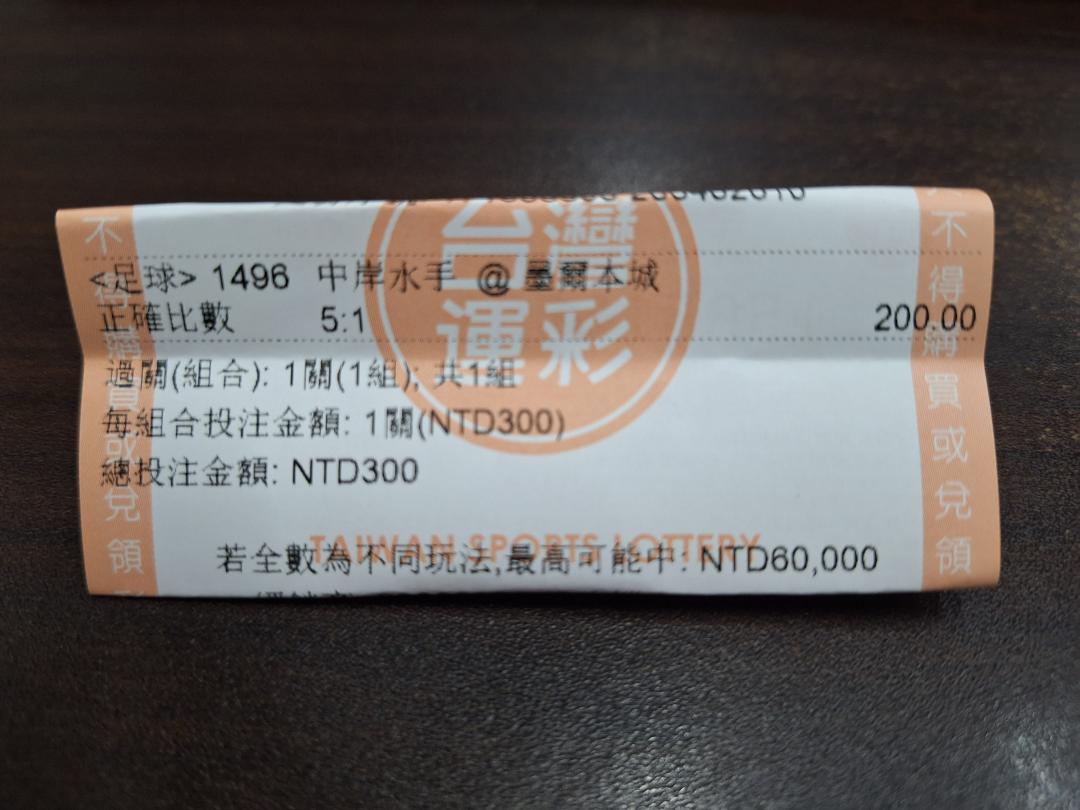 <足球> 1496 中岸水手 @ 墨爾本城
正確比數 5:1 200.00
過關(組合): 1關(1組); 共1組
每組合投注金額: 1關(NTD300)
總投注金額: NTD300
若全數為不同玩法,最高可能中: NTD60,000
台灣
運彩
TAIWAN SPORTS LOTTERY
不得購買或兌領
不得購買或兌領